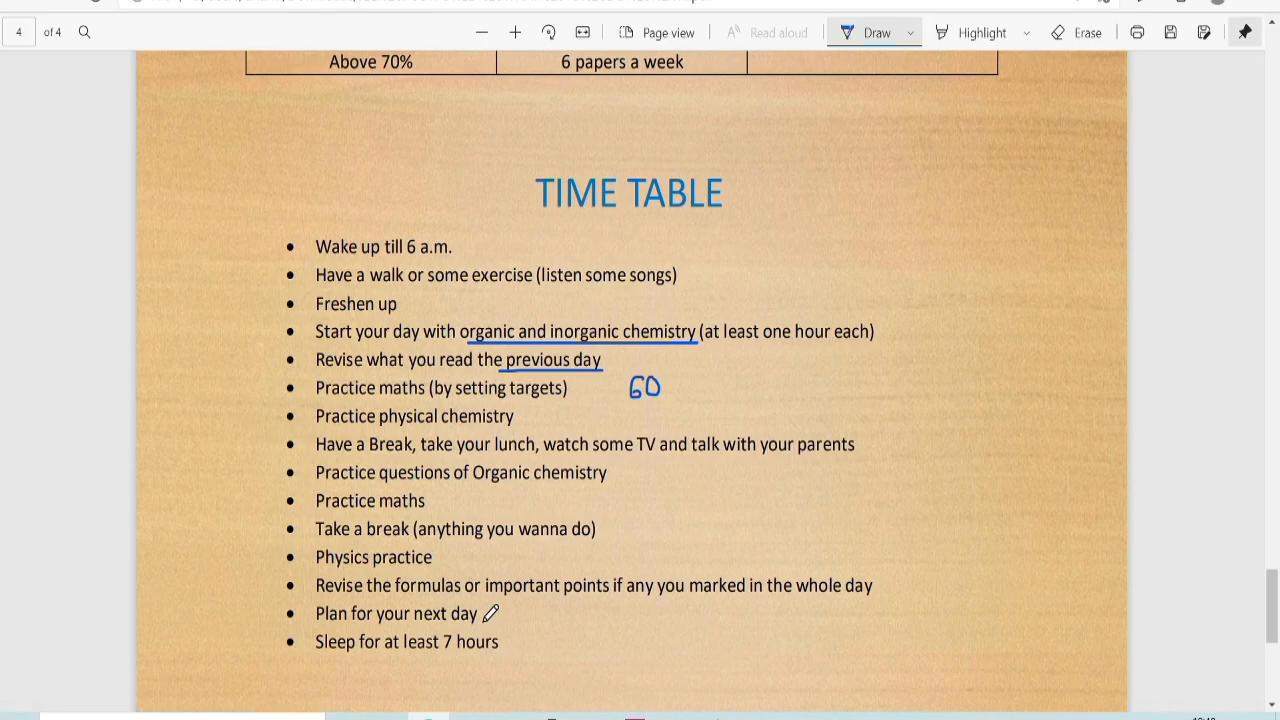 4 of 4 Page view Read aloud Draw Highlight Erase
Above 70% 6 papers a week
TIME TABLE
• Wake up till 6 a.m.
• Have a walk or some exercise (listen some songs)
• Freshen up
• Start your day with organic and inorganic chemistry (at least one hour each)
• Revise what you read the previous day
• Practice maths (by setting targets) 60
• Practice physical chemistry
• Have a Break, take your lunch, watch some TV and talk with your parents
• Practice questions of Organic chemistry
• Practice maths
• Take a break (anything you wanna do)
• Physics practice
• Revise the formulas or important points if any you marked in the whole day
• Plan for your next day
• Sleep for at least 7 hours